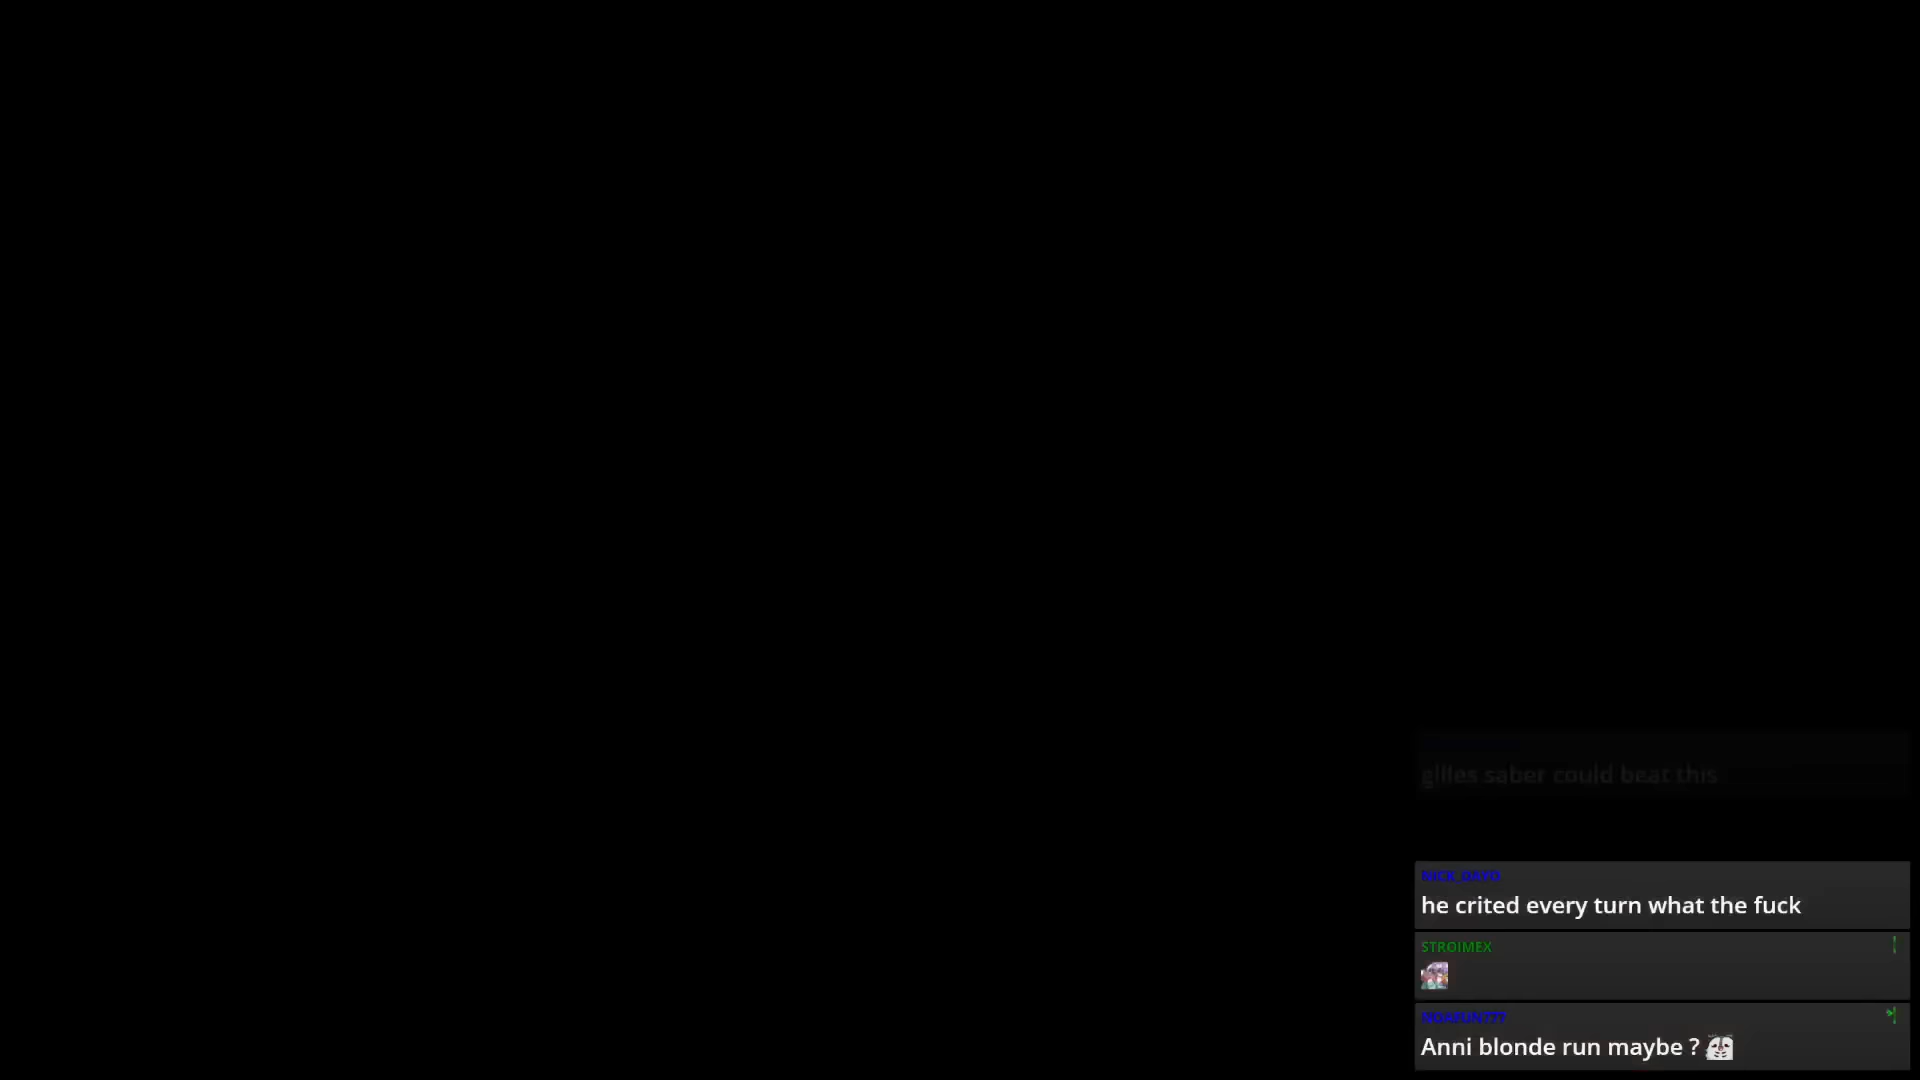 gilles saber could beat this
he crited every turn what the fuck
STROIMEX
Anni blonde run maybe ?